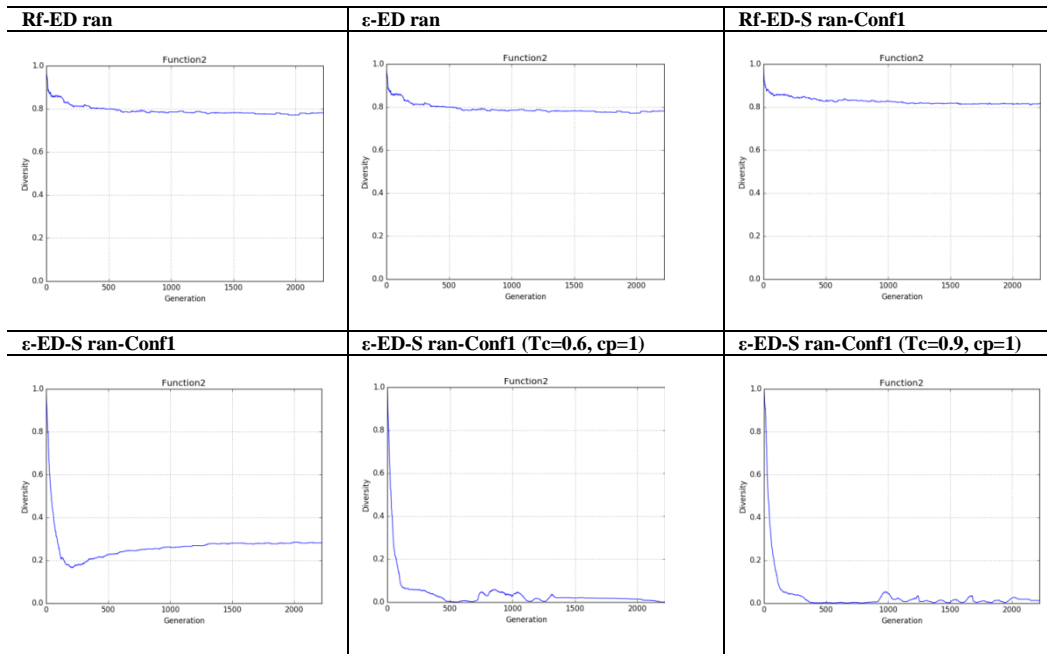 Rf-ED ran
ε-ED ran
Rf-ED-S ran-Conf1
Function2
1.0
0.8
0.6
0.4
0.2
0.0
Diversity
0
500
1000
1500
2000
Generation
Function2
1.0
0.8
0.6
0.4
0.2
0.0
Diversity
0
500
1000
1500
2000
Generation
Function2
1.0
0.8
0.6
0.4
0.2
0.0
Diversity
0
500
1000
1500
2000
Generation
ε-ED-S ran-Conf1
ε-ED-S ran-Conf1 (Tc=0.6, cp=1)
ε-ED-S ran-Conf1 (Tc=0.9, cp=1)
Function2
1.0
0.8
0.6
0.4
0.2
0.0
Diversity
0
500
1000
1500
2000
Generation
Function2
1.0
0.8
0.6
0.4
0.2
0.0
Diversity
0
500
1000
1500
2000
Generation
Function2
1.0
0.8
0.6
0.4
0.2
0.0
Diversity
0
500
1000
1500
2000
Generation